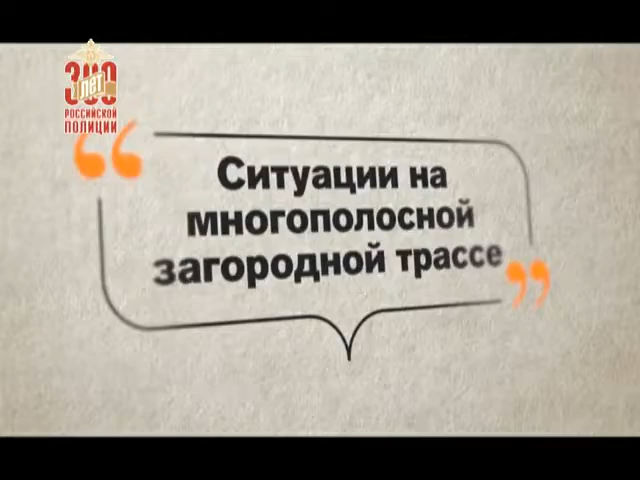 300
ЛЕТ
РОССИЙСКОЙ
ПОЛИЦИИ
“
Ситуации на
многополосной
загородной трассе
”